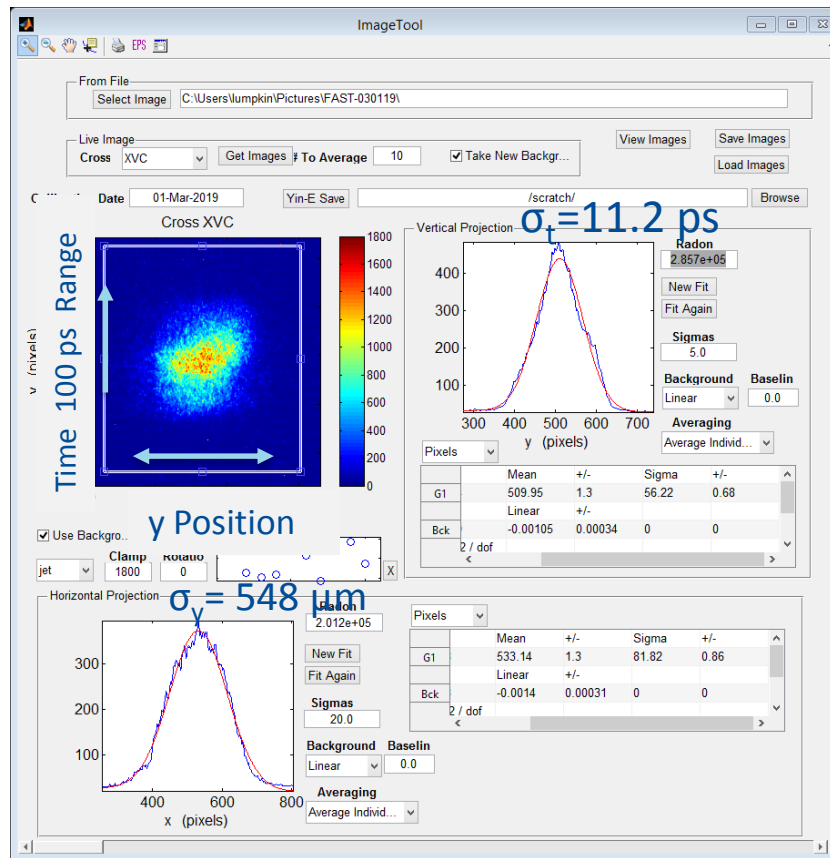 ImageTool
EPS
From File
Select Image
C:\Users\lumpkin\Pictures\FAST-030119\
Live Image
Cross
XVC
Get Images
# To Average
10
Take New Backgr...
View Images
Save Images
Load Images
Date
01-Mar-2019
Yin-E Save
/scratch/
Browse
Cross XVC
Time 100 ps Range
y Position
(pixels)
1800
1600
1400
1200
1000
800
600
400
200
0
Vertical Projection
σt=11.2 ps
400
300
200
100
300 400 500 600 700
y (pixels)
Radon
2.857e+05
New Fit
Fit Again
Sigmas
5.0
Background Baselin
Linear 0.0
Averaging
Average Individ...
Pixels
Mean +/- Sigma +/-
G1 509.95 1.3 56.22 0.68
Linear +/-
Bck -0.00105 0.00034 0 0
2 / dof
Use Backgro...
jet
Clamp
1800
Rotatio
0
X
Horizontal Projection
σy= 548 μm
300
200
100
400 600 800
x (pixels)
Radon
2.012e+05
New Fit
Fit Again
Sigmas
20.0
Background Baselin
Linear 0.0
Averaging
Average Individ...
Pixels
Mean +/- Sigma +/-
G1 533.14 1.3 81.82 0.86
Linear +/-
Bck -0.0014 0.00031 0 0
2 / dof